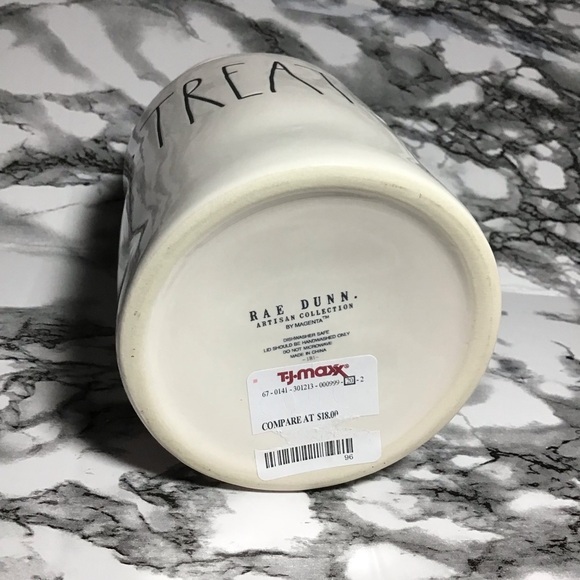 TREAT
RAE DUNN.
ARTISAN COLLECTION
BY MAGENTA™
DISHWASHER SAFE
LID SHOULD BE HANDWASHED ONLY
DO NOT MICROWAVE
MADE IN CHINA
T·J·maxx®
67-0141-301213-000999- -2
COMPARE AT $18.00
96